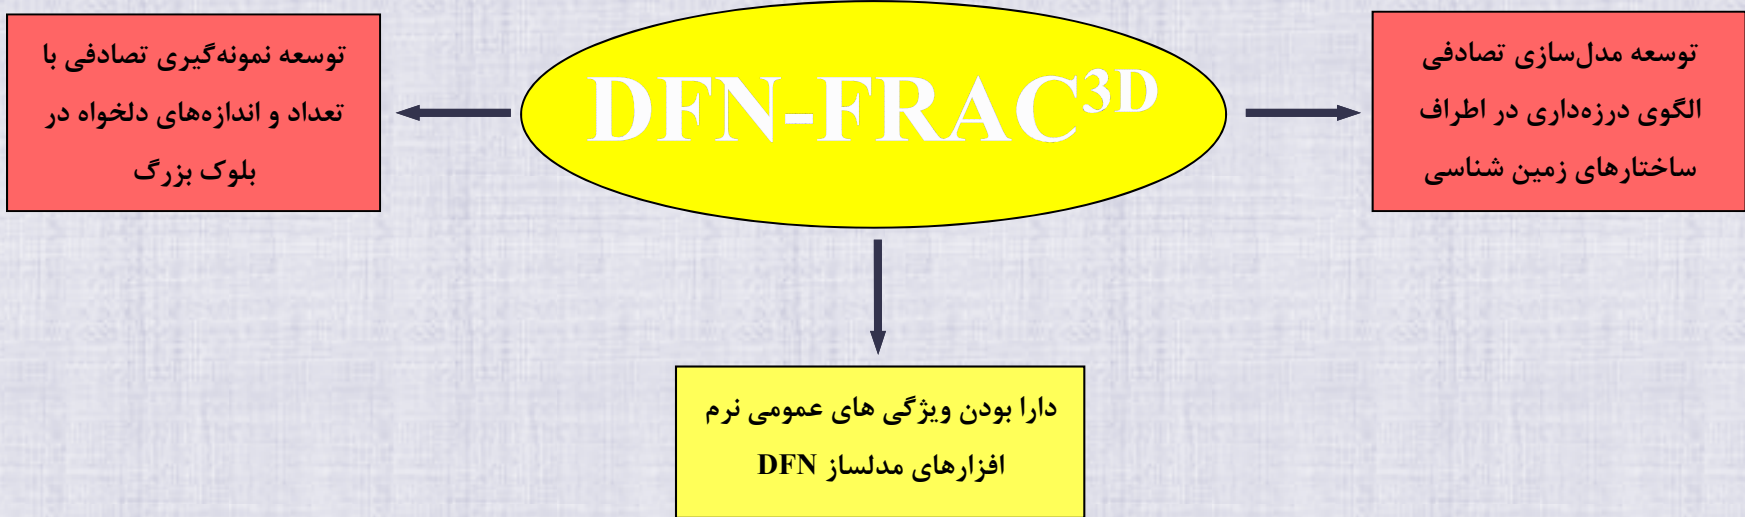 DFN-FRAC3D
توسعه مدل‌سازی تصادفی
الگوی درزه‌داری در اطراف
ساختارهای زمین شناسی
توسعه نمونه‌گیری تصادفی با
تعداد و اندازه‌های دلخواه در
بلوک بزرگ
دارا بودن ویژگی های عمومی نرم
افزارهای مدلساز DFN